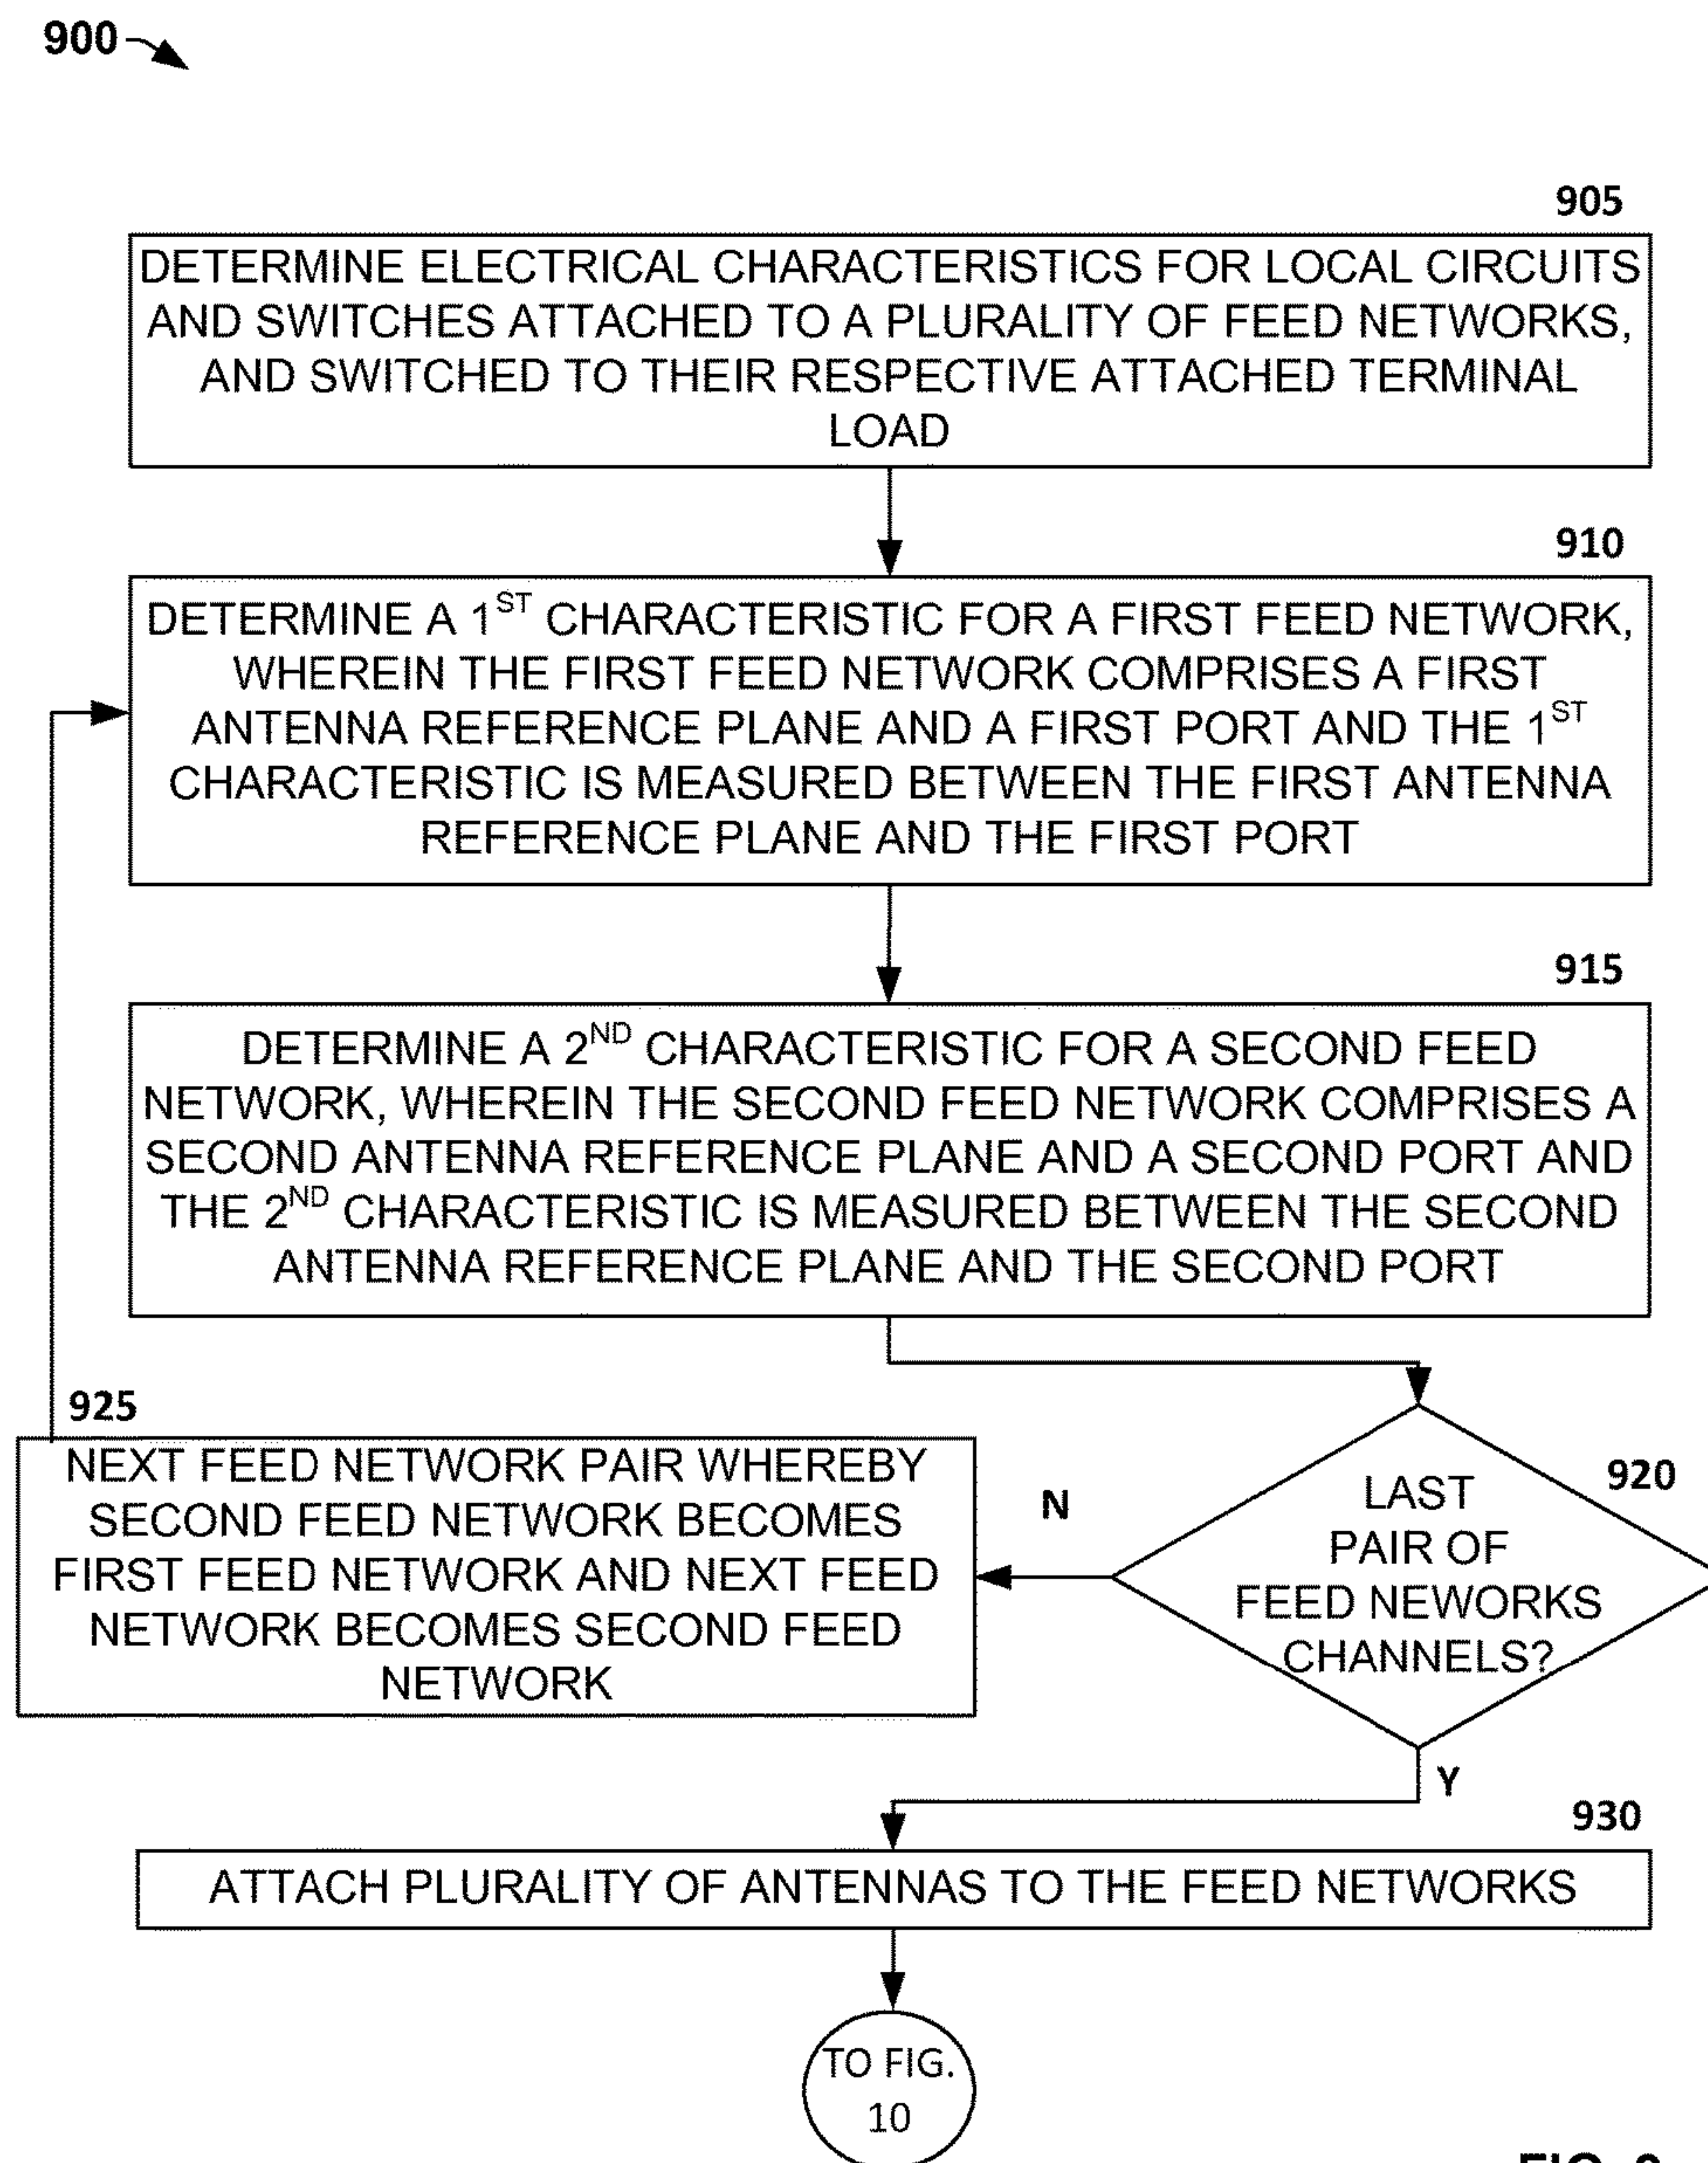 900
905
DETERMINE ELECTRICAL CHARACTERISTICS FOR LOCAL CIRCUITS
AND SWITCHES ATTACHED TO A PLURALITY OF FEED NETWORKS,
AND SWITCHED TO THEIR RESPECTIVE ATTACHED TERMINAL
LOAD
910
DETERMINE A 1ST CHARACTERISTIC FOR A FIRST FEED NETWORK,
WHEREIN THE FIRST FEED NETWORK COMPRISES A FIRST
ANTENNA REFERENCE PLANE AND A FIRST PORT AND THE 1ST
CHARACTERISTIC IS MEASURED BETWEEN THE FIRST ANTENNA
REFERENCE PLANE AND THE FIRST PORT
915
DETERMINE A 2ND CHARACTERISTIC FOR A SECOND FEED
NETWORK, WHEREIN THE SECOND FEED NETWORK COMPRISES A
SECOND ANTENNA REFERENCE PLANE AND A SECOND PORT AND
THE 2ND CHARACTERISTIC IS MEASURED BETWEEN THE SECOND
ANTENNA REFERENCE PLANE AND THE SECOND PORT
925
NEXT FEED NETWORK PAIR WHEREBY
SECOND FEED NETWORK BECOMES
FIRST FEED NETWORK AND NEXT FEED
NETWORK BECOMES SECOND FEED
NETWORK
N
920
LAST
PAIR OF
FEED NEWORKS
CHANNELS?
Y
930
ATTACH PLURALITY OF ANTENNAS TO THE FEED NETWORKS
TO FIG.
10